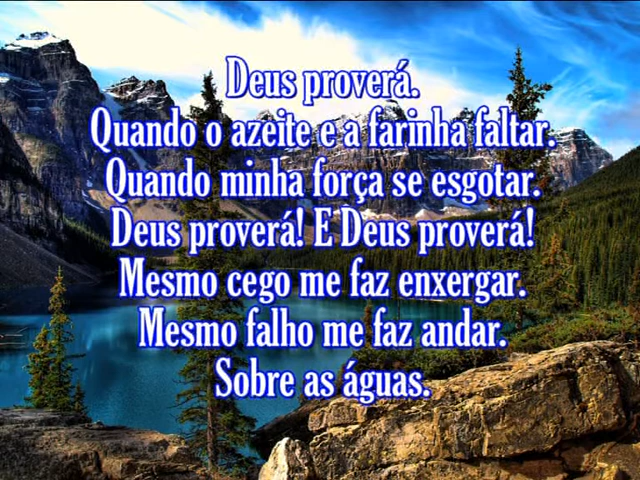 Deus proverá.
Quando o azeite e a farinha faltar.
Quando minha força se esgotar.
Deus proverá! E Deus proverá!
Mesmo cego me faz enxergar.
Mesmo falho me faz andar.
Sobre as águas.